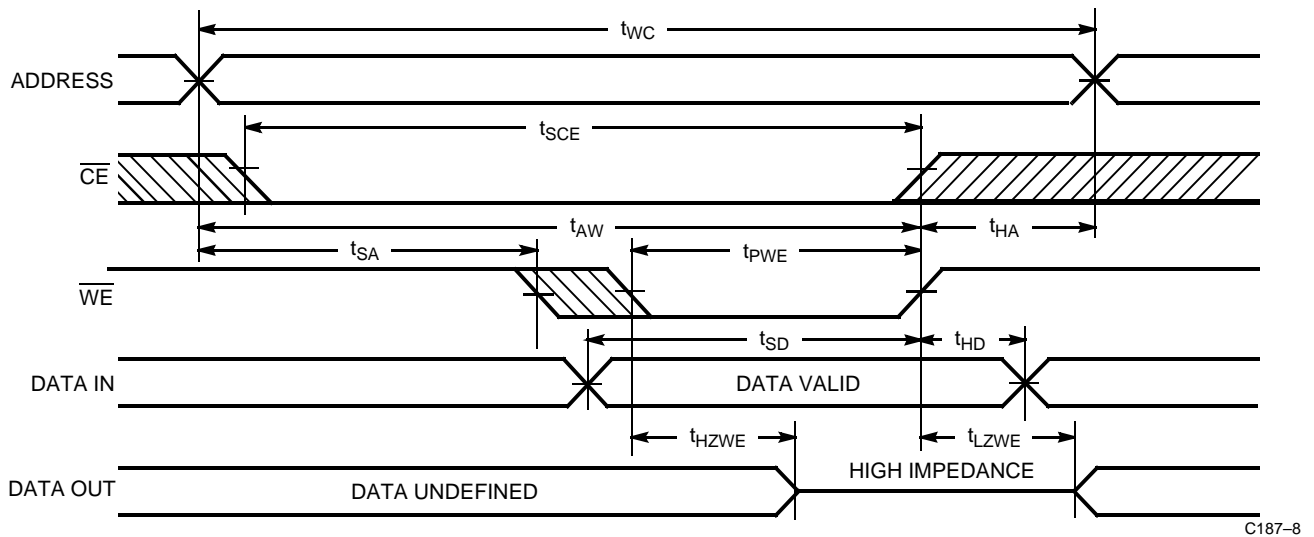 tWC
ADDRESS
tSCE
CE
tAW
tHA
tSA
tPWE
WE
tSD
tHD
DATA IN
DATA VALID
tHZWE
tLZWE
HIGH IMPEDANCE
DATA OUT
DATA UNDEFINED
C187–8